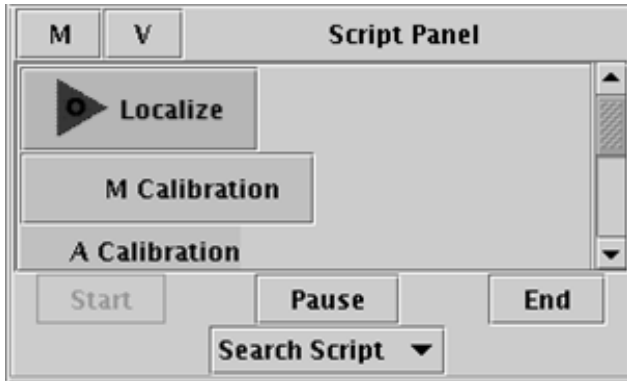 M V Script Panel
Localize
M Calibration
A Calibration
Start Pause End
Search Script